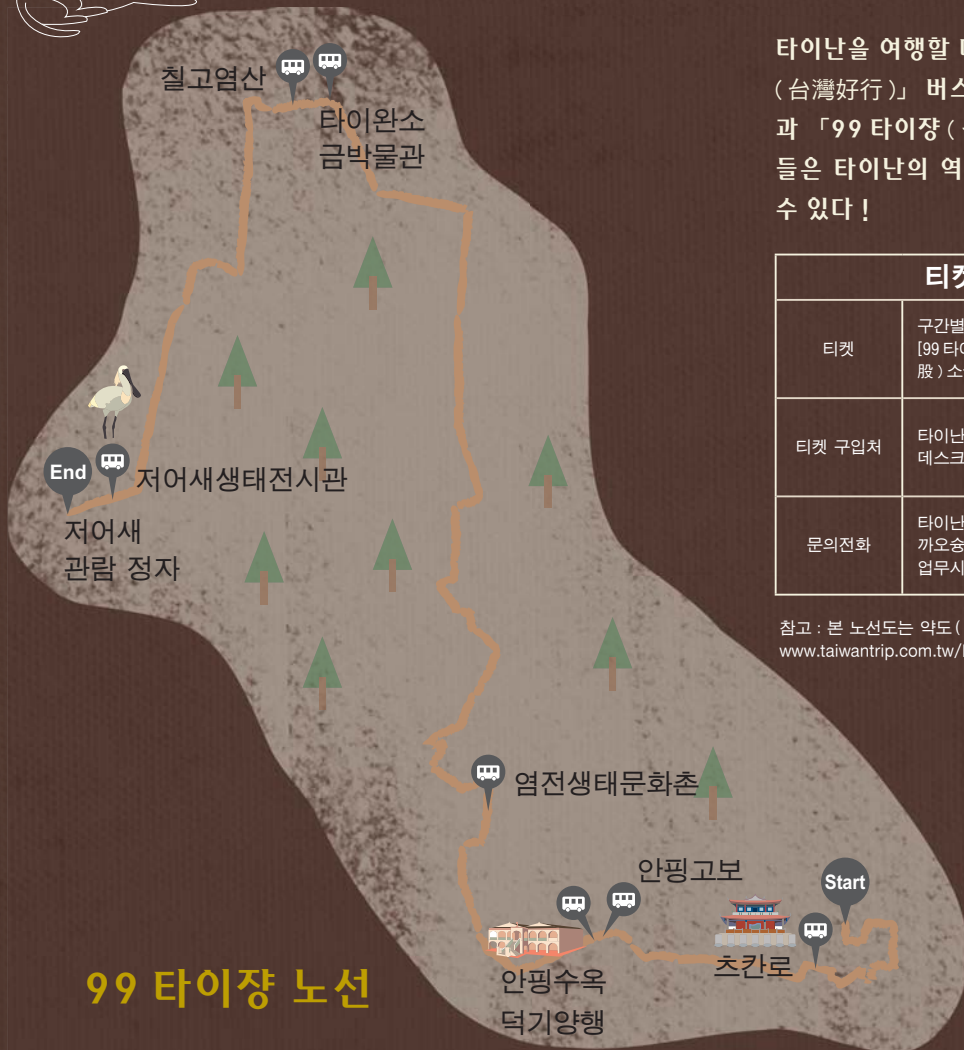 칠고염산
타이완소
금박물관
End
저어새생태전시관
저어새
관람 정자
염전생태문화촌
안핑고보
Start
츠칸로
안핑수옥
덕기양행
99 타이쟝 노선
타이난을 여행할
(台灣好行)」 버스
과 「99 타이쟝 (
들은 타이난의 역
수 있다 !
티켓
티켓
구간별
[99 타이
股 ) 소
티켓 구입처
타이난
데스크
문의전화
타이난
까오슝
업무시
참고 : 본 노선도는 약도 (
www.taiwantrip.com.tw/